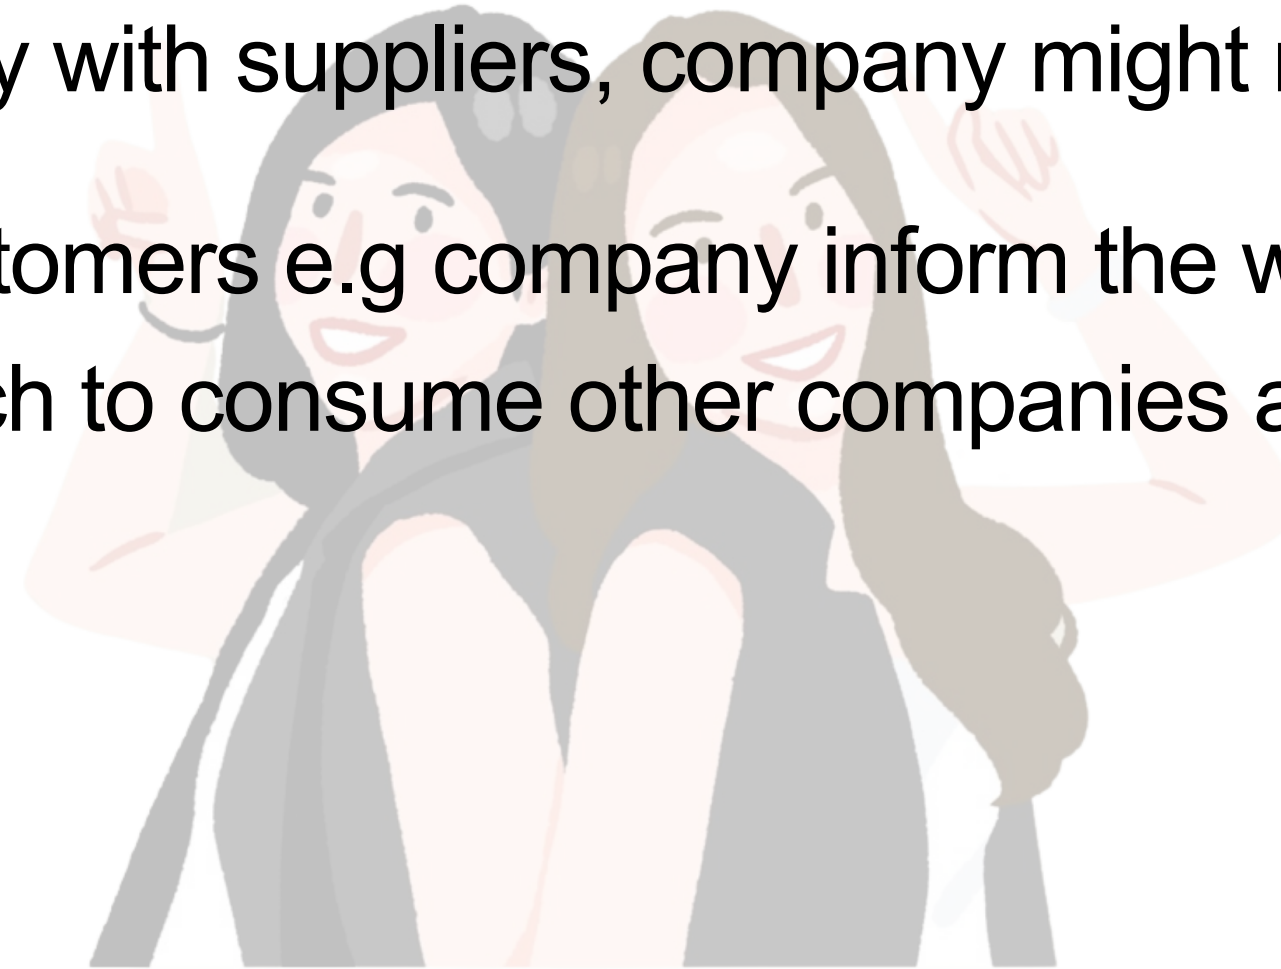 y with suppliers, company might
tomers e.g company inform the
ch to consume other companies